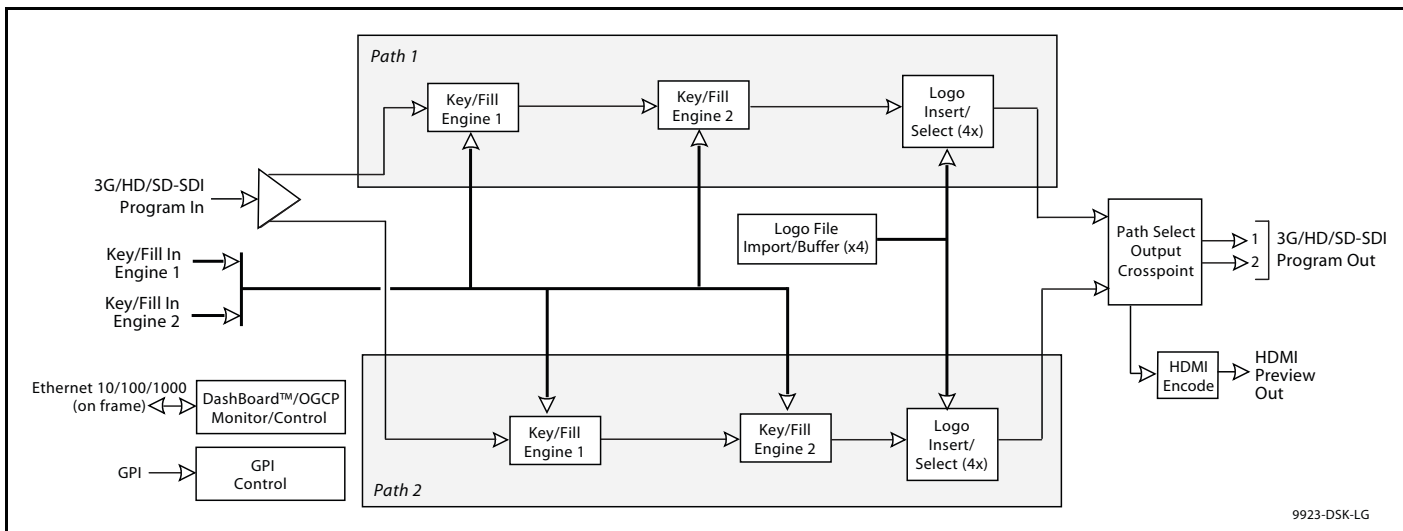 Path 1
Key/Fill
Engine 1
Key/Fill
Engine 2
Logo
Insert/
Select (4x)
3G/HD/SD-SDI
Program In
Key/Fill In
Engine 1
Key/Fill In
Engine 2
Logo File
Import/Buffer (x4)
Path Select
Output
Crosspoint
1
2
3G/HD/SD-SDI
Program Out
HDMI
Encode
HDMI
Preview
Out
Ethernet 10/100/1000
(on frame)
DashBoard™/OGCP
Monitor/Control
GPI
GPI
Control
Key/Fill
Engine 1
Key/Fill
Engine 2
Logo
Insert/
Select (4x)
Path 2
9923-DSK-LG